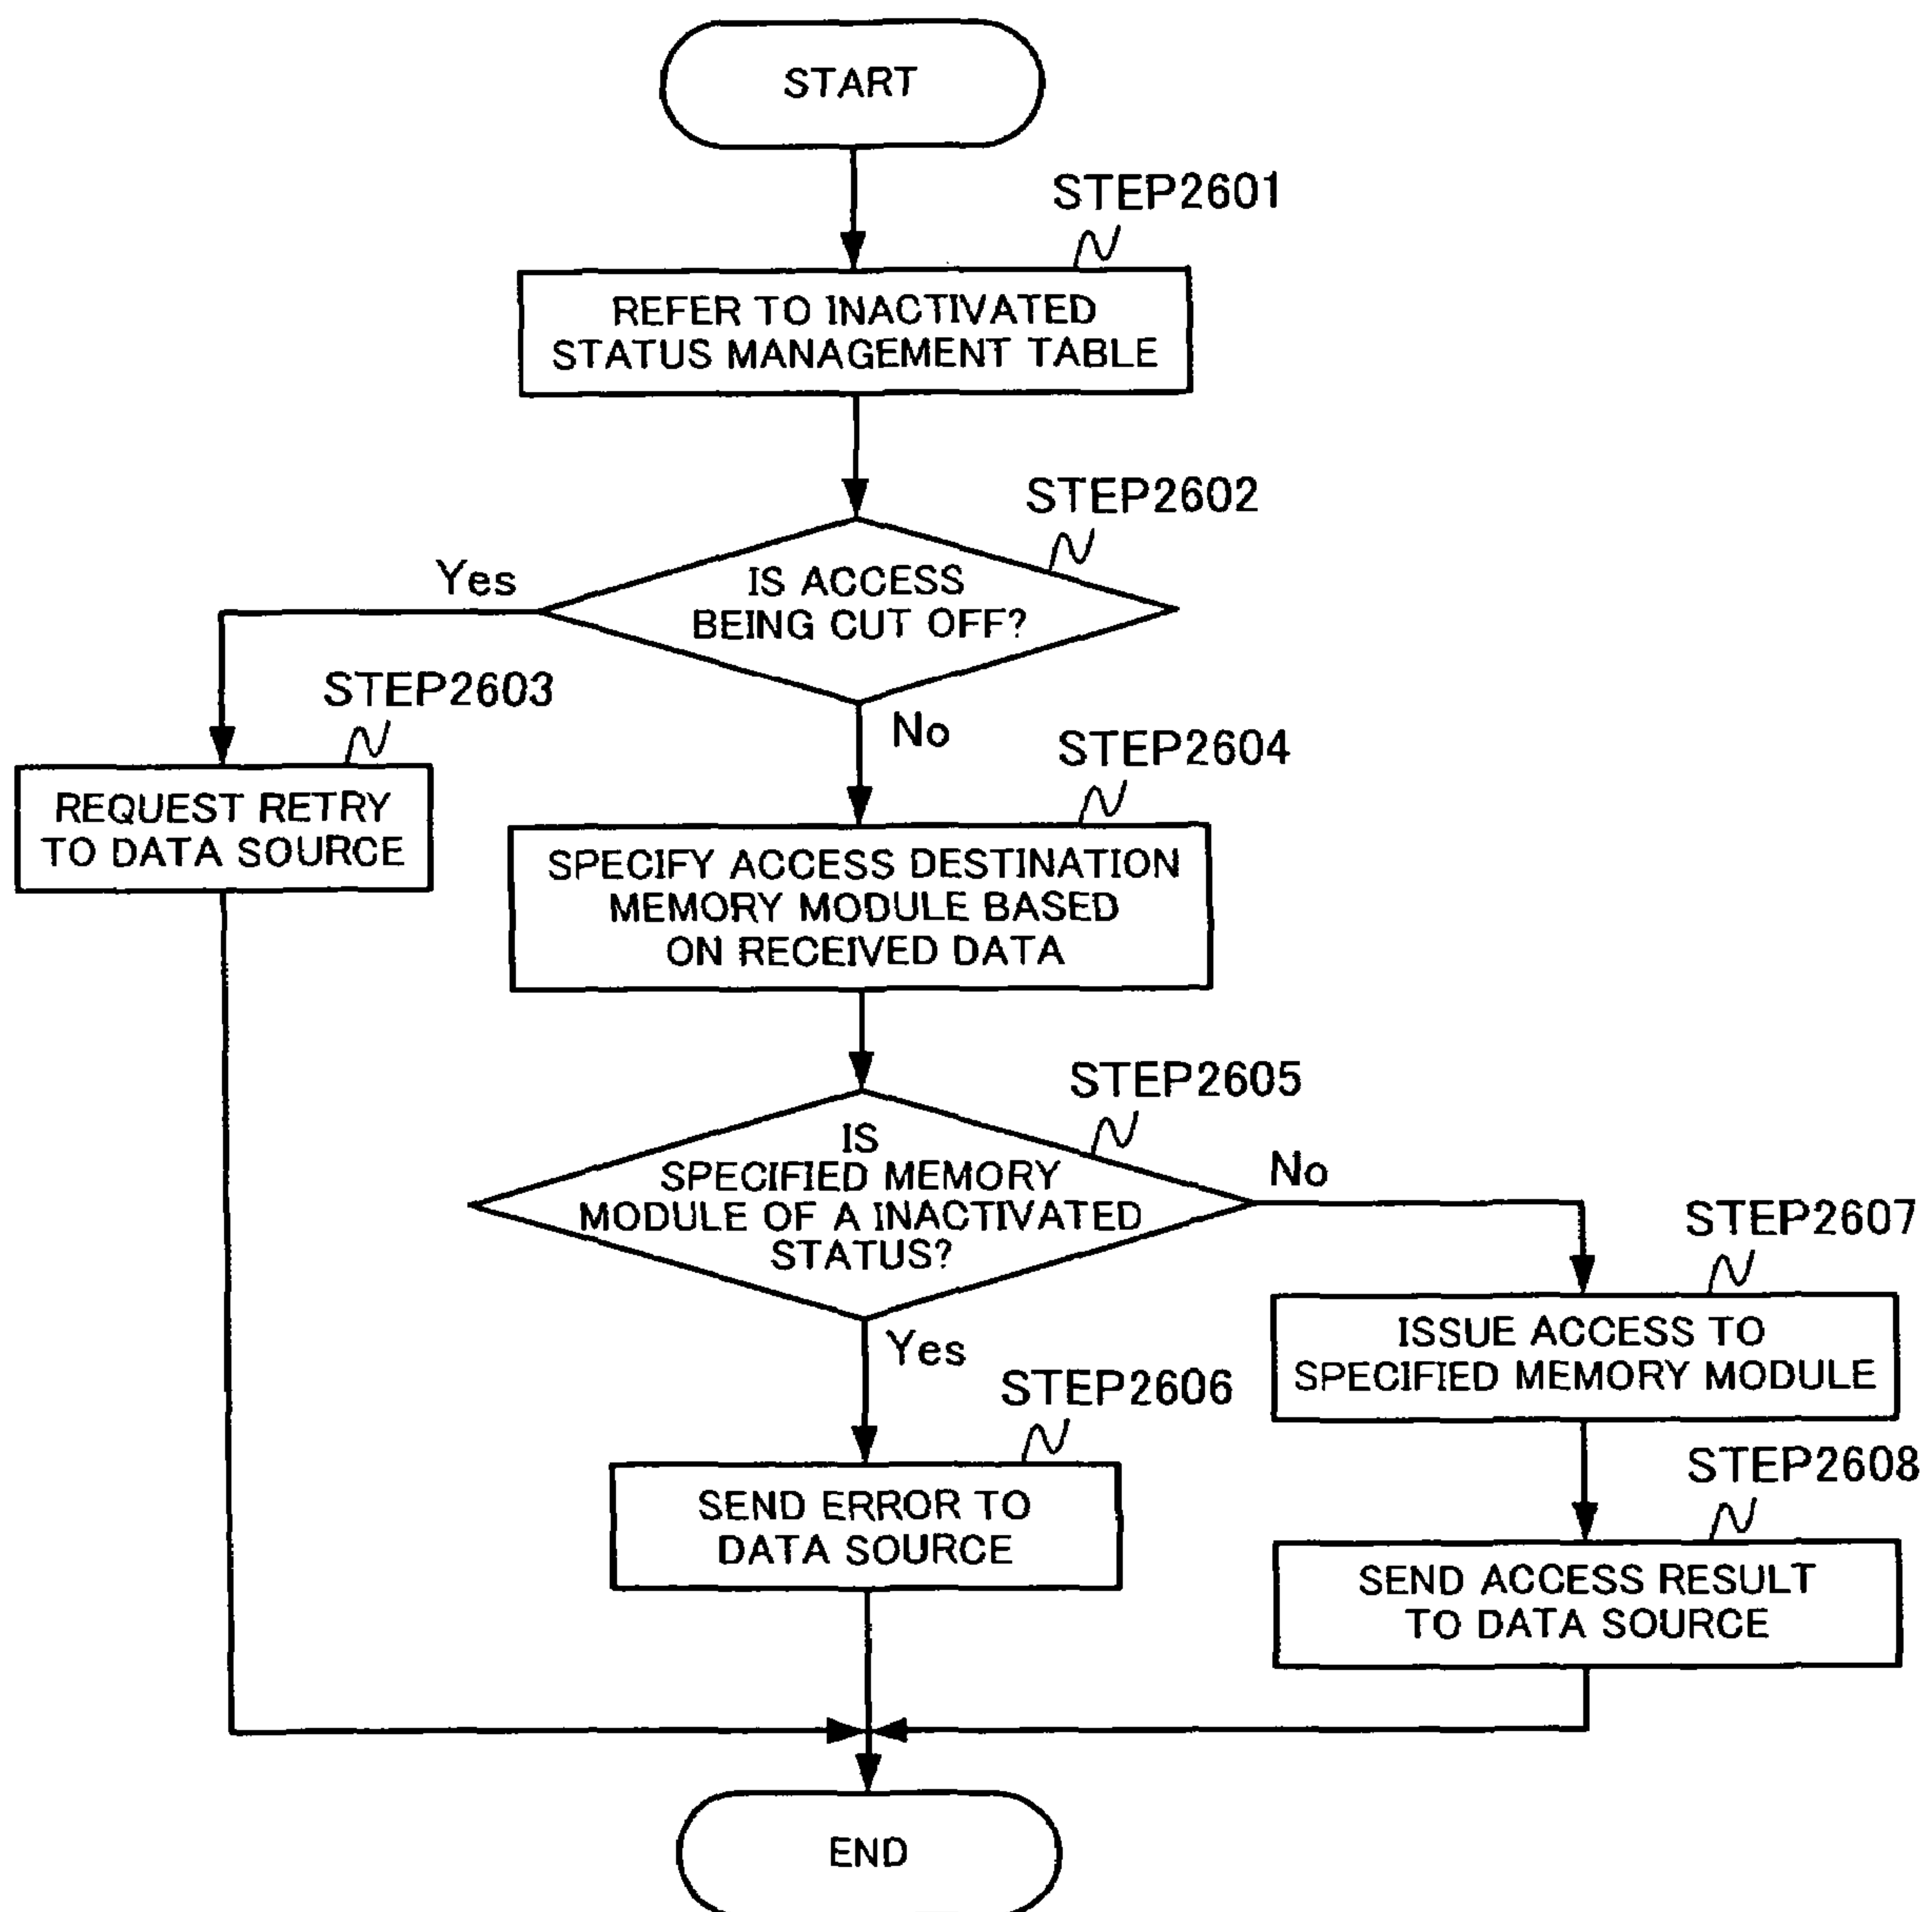 START
STEP2601
REFER TO INACTIVATED
STATUS MANAGEMENT TABLE
STEP2602
IS ACCESS
BEING CUT OFF?
Yes
No
STEP2603
REQUEST RETRY
TO DATA SOURCE
STEP2604
SPECIFY ACCESS DESTINATION
MEMORY MODULE BASED
ON RECEIVED DATA
STEP2605
IS
SPECIFIED MEMORY
MODULE OF A INACTIVATED
STATUS?
No
Yes
STEP2606
SEND ERROR TO
DATA SOURCE
STEP2607
ISSUE ACCESS TO
SPECIFIED MEMORY MODULE
STEP2608
SEND ACCESS RESULT
TO DATA SOURCE
END